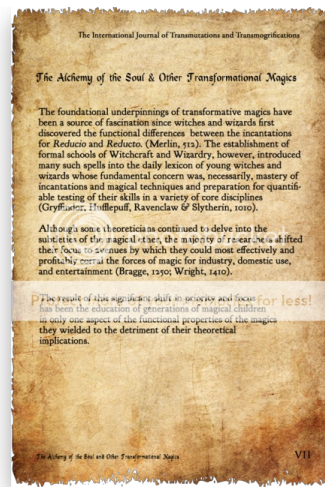 The International Journal of Transmutations and Transmogrifications
The Alchemy of the Soul & Other Transformational Magics
The foundational underpinnings of transformative magics have
been a source of fascination since witches and wizards first
discovered the functional differences between the incantations
for Reducio and Reducto. (Merlin, 512). The establishment of
formal schools of Witchcraft and Wizardry, however, introduced
many such spells into the daily lexicon of young witches and
wizards whose fundamental concern was, necessarily, mastery of
incantations and magical techniques and preparation for quantifi-
able testing of their skills in a variety of core disciplines
(Gryffindor, Hufflepuff, Ravenclaw & Slytherin, 1010).
Although some theoreticians continued to delve into the
subtleties of the magical ether, the majority of researchers shifted
their focus to avenues by which they could most effectively and
profitably corral the forces of magic for industry, domestic use,
and entertainment (Bragge, 1250; Wright, 1410).
The result of this significant shift in priority and focus
has been the education of generations of magical children
in only one aspect of the functional properties of the magics
they wielded to the detriment of their theoretical
implications.
for less!
The Alchemy of the Soul and Other Transformational Magics
VII